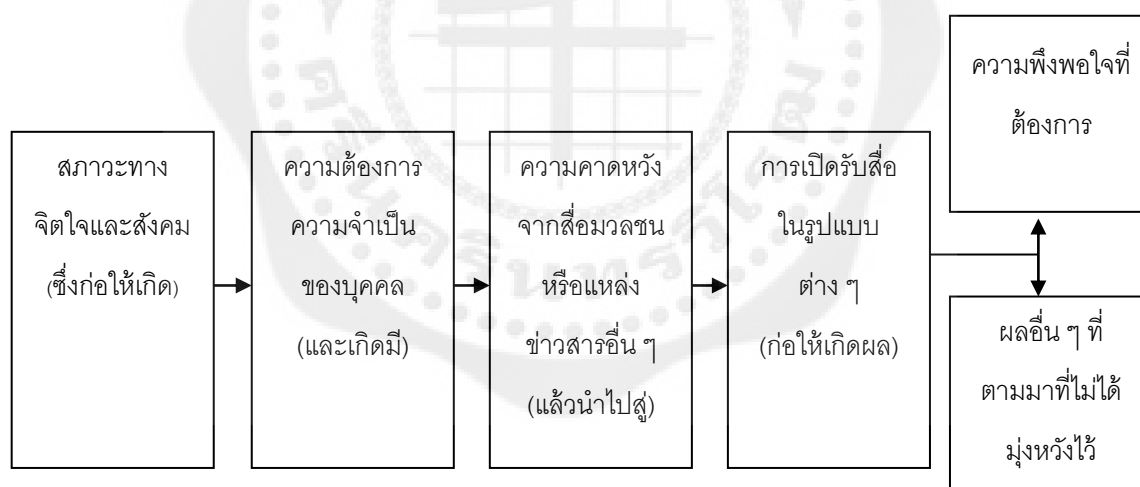 สภาวะทาง
จิตใจและสังคม
(ซึ่งก่อให้เกิด)
ความต้องการ
ความจำเป็น
ของบุคคล
(และเกิดมี)
ความคาดหวัง
จากสื่อมวลชน
หรือแหล่ง
ข่าวสารอื่น ๆ
(แล้วนำไปสู่)
การเปิดรับสื่อ
ในรูปแบบ
ต่าง ๆ
(ก่อให้เกิดผล)
ความพึงพอใจที่
ต้องการ
ผลอื่น ๆ ที่
ตามมาที่ไม่ได้
มุ่งหวังไว้